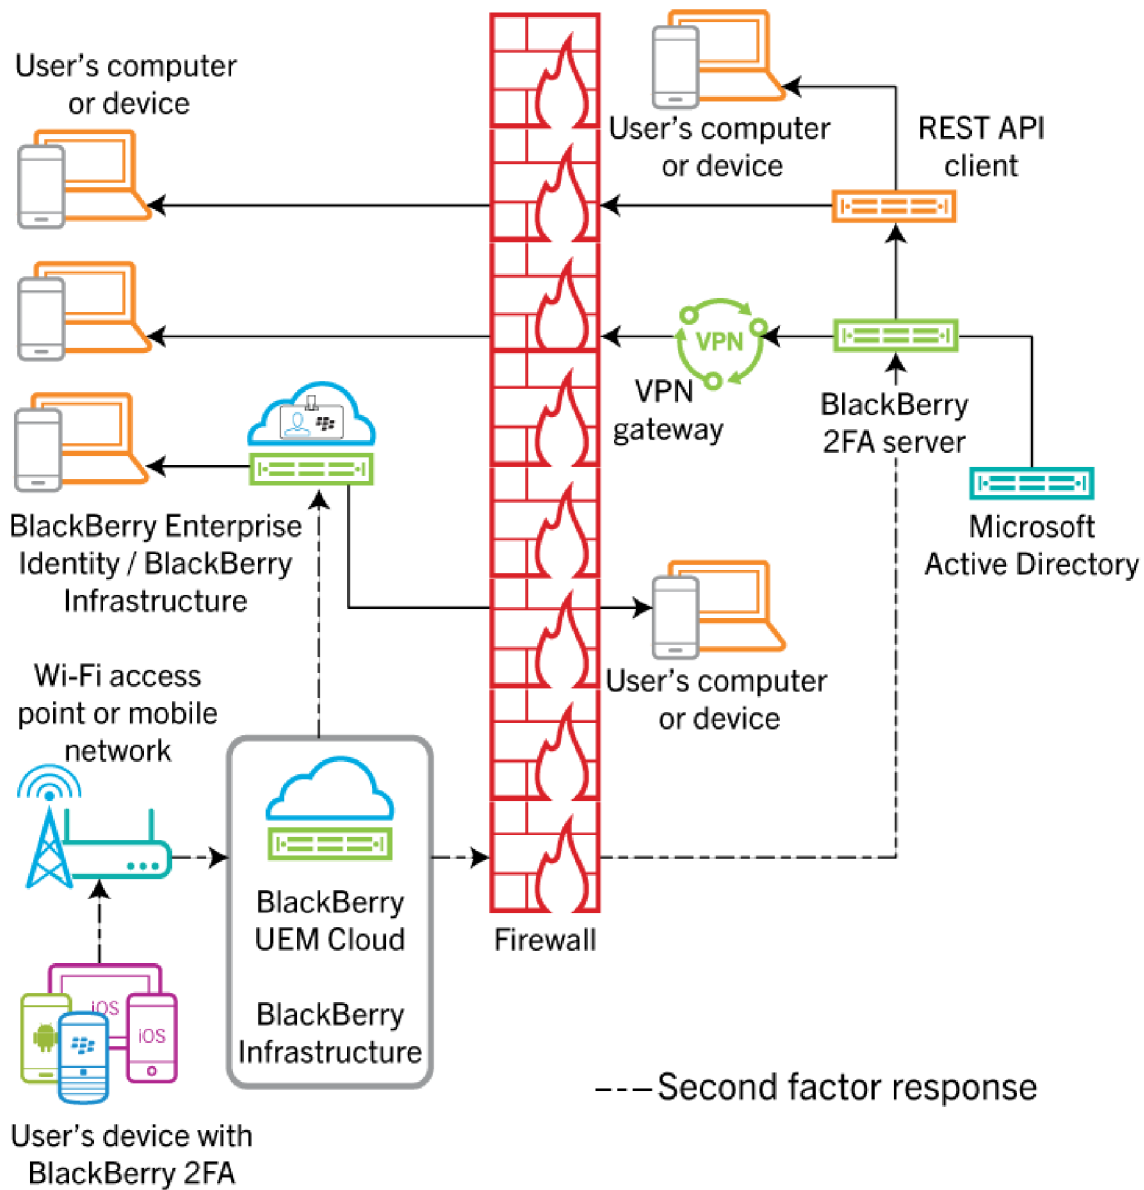 User's computer
or device
User's computer
or device
REST API
client
VPN
VPN
gateway
BlackBerry
2FA server
Microsoft
Active Directory
BlackBerry Enterprise
Identity / BlackBerry
Infrastructure
User's computer
or device
Wi-Fi access
point or mobile
network
BlackBerry
UEM Cloud
BlackBerry
Infrastructure
Firewall
iOS
iOS
User's device with
BlackBerry 2FA
Second factor response